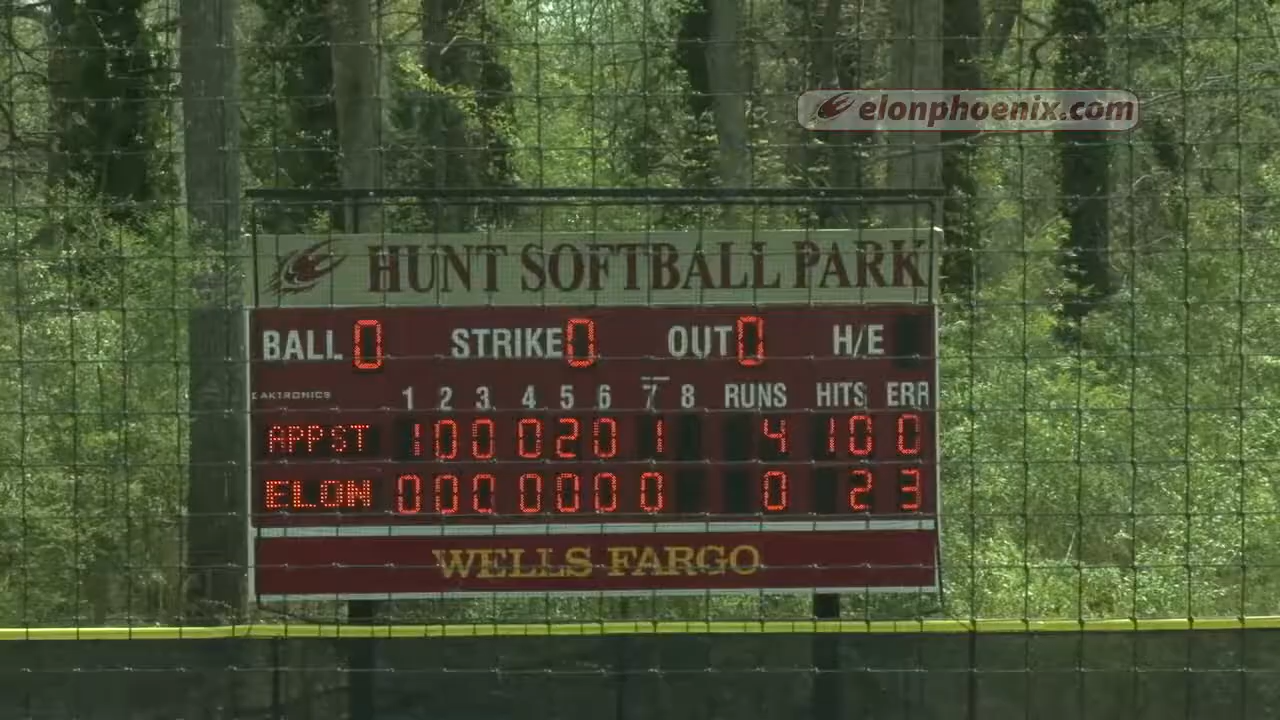 elonphoenix.com
HUNT SOFTBALL PARK
BALL 0 STRIKE 0 OUT 0 H/E
DAKTRONICS 1 2 3 4 5 6 7 8 RUNS HITS ERR
APPST 1 0 0 0 2 0 1 4 10 0
ELON 0 0 0 0 0 0 0 0 2 3
WELLS FARGO